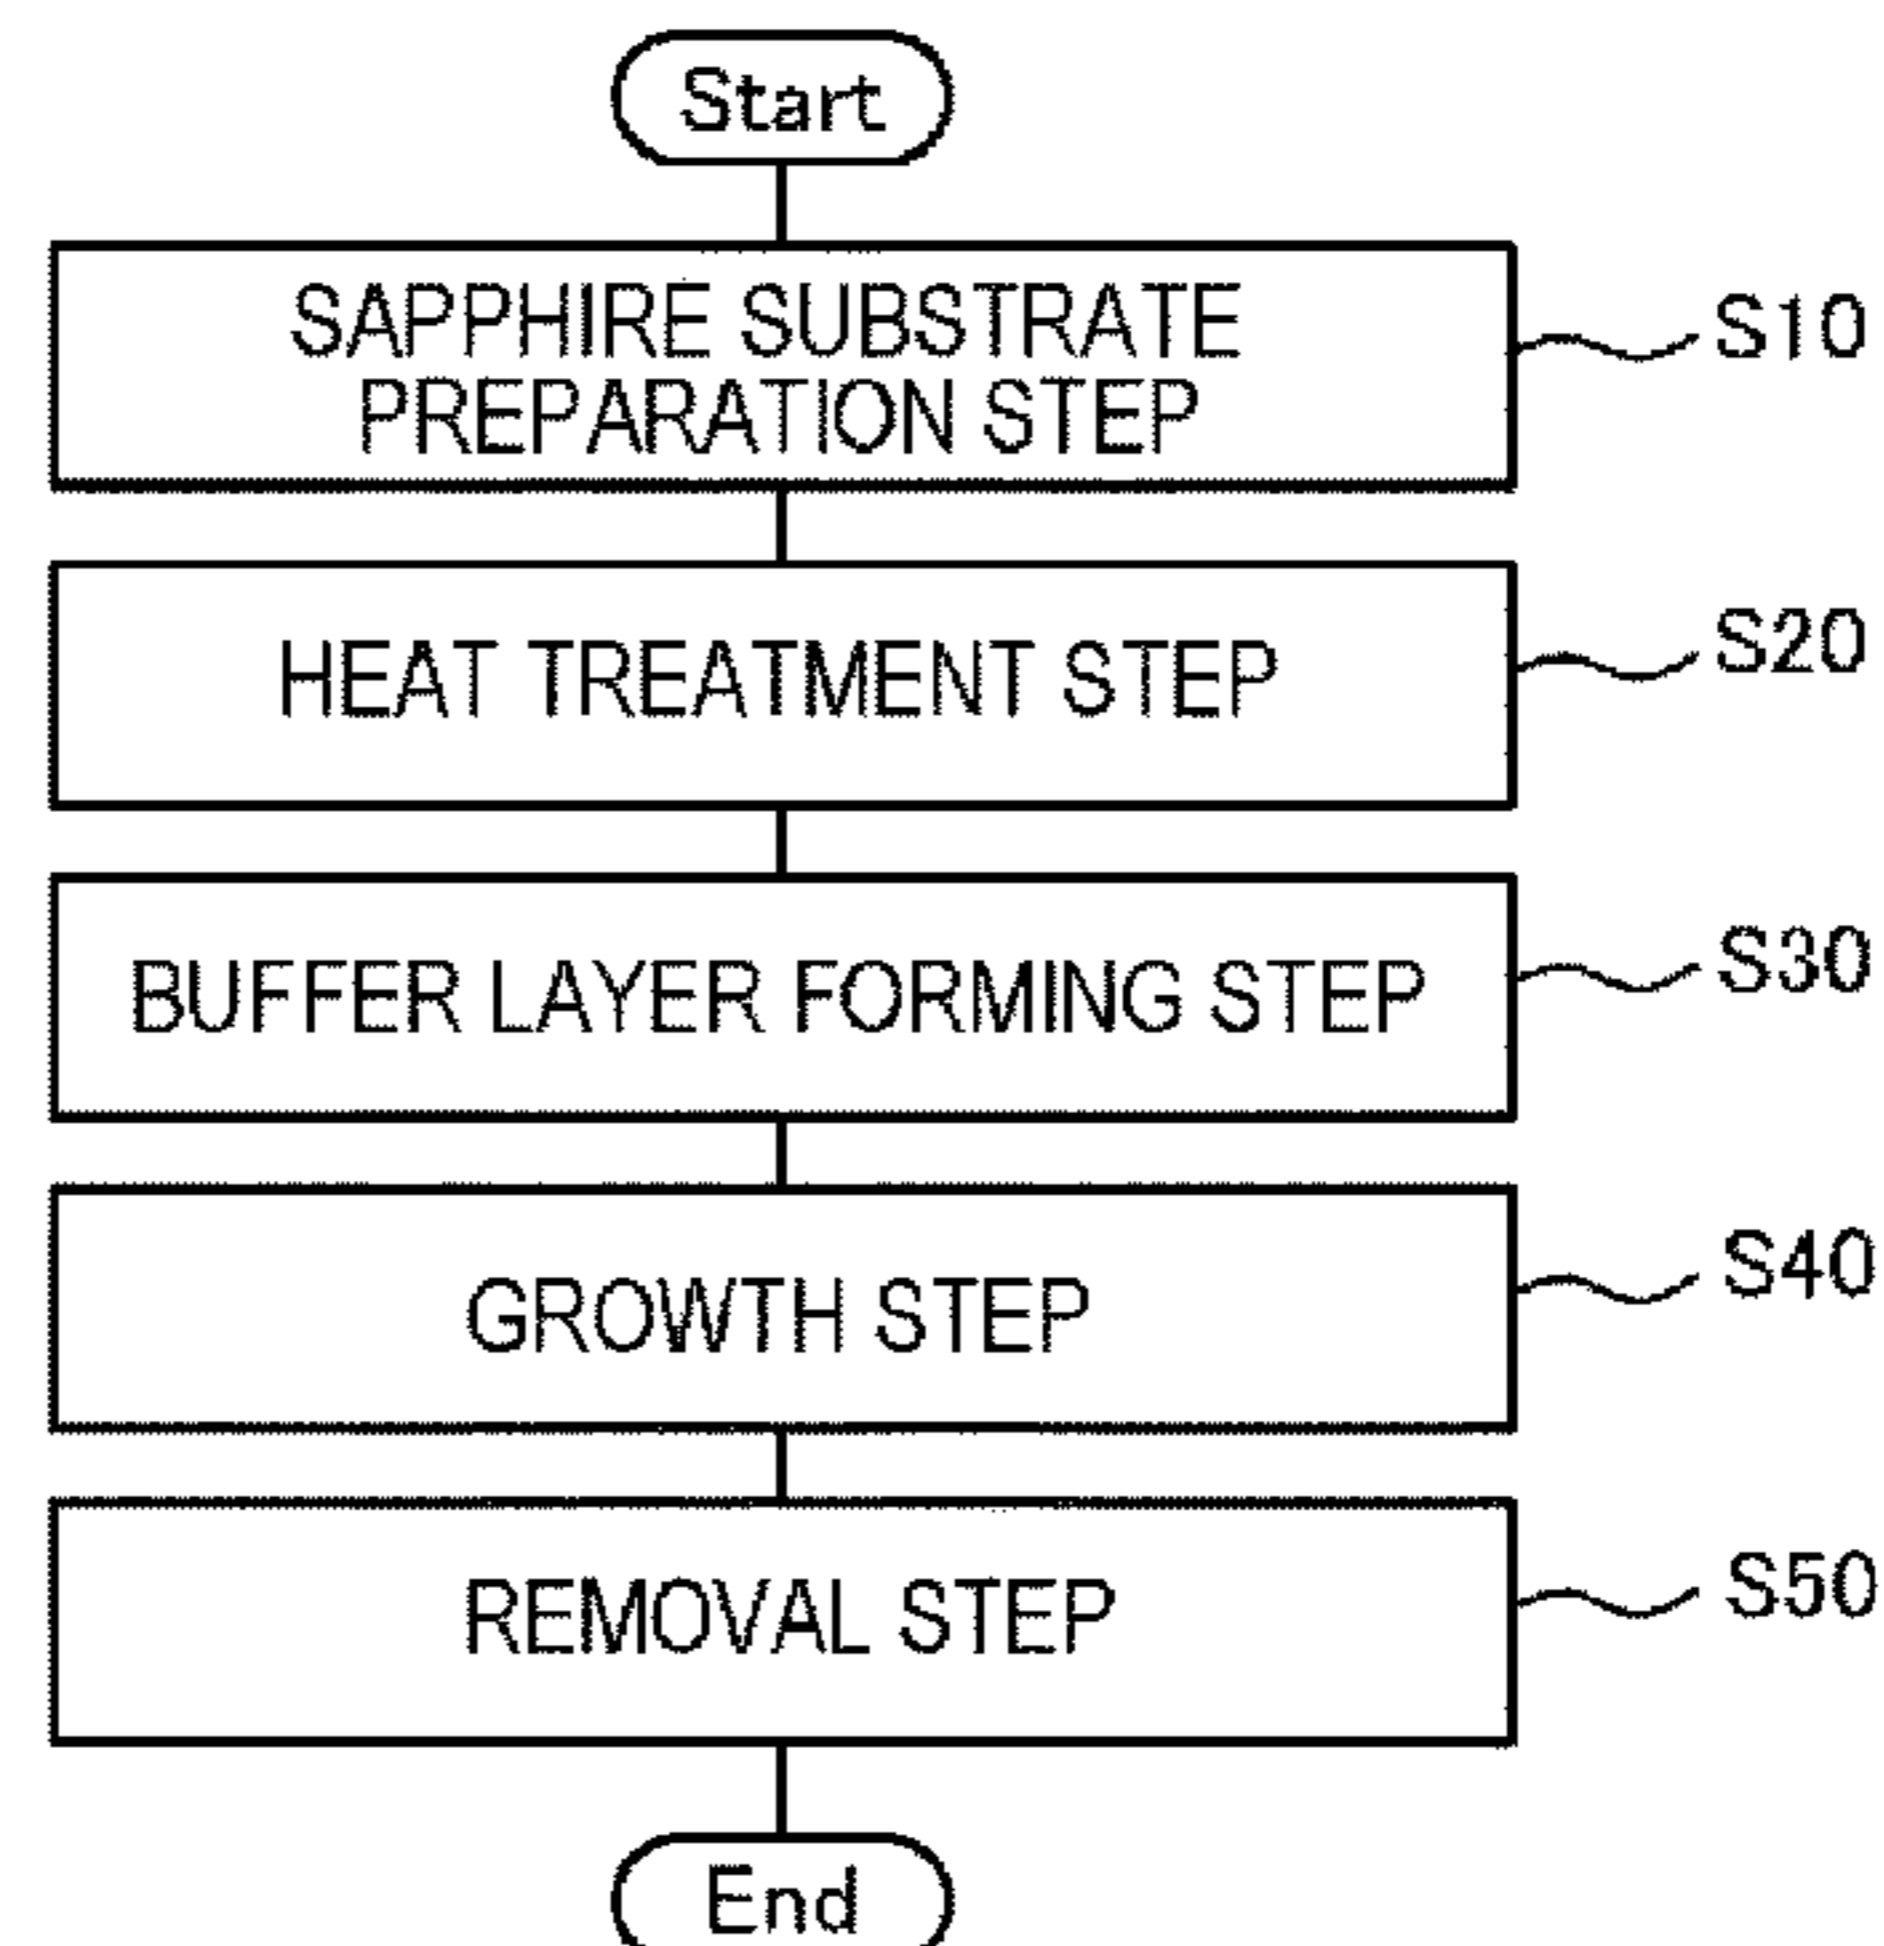 Start
SAPPHIRE SUBSTRATE
PREPARATION STEP
S10
HEAT TREATMENT STEP
S20
BUFFER LAYER FORMING STEP
S30
GROWTH STEP
S40
REMOVAL STEP
S50
End